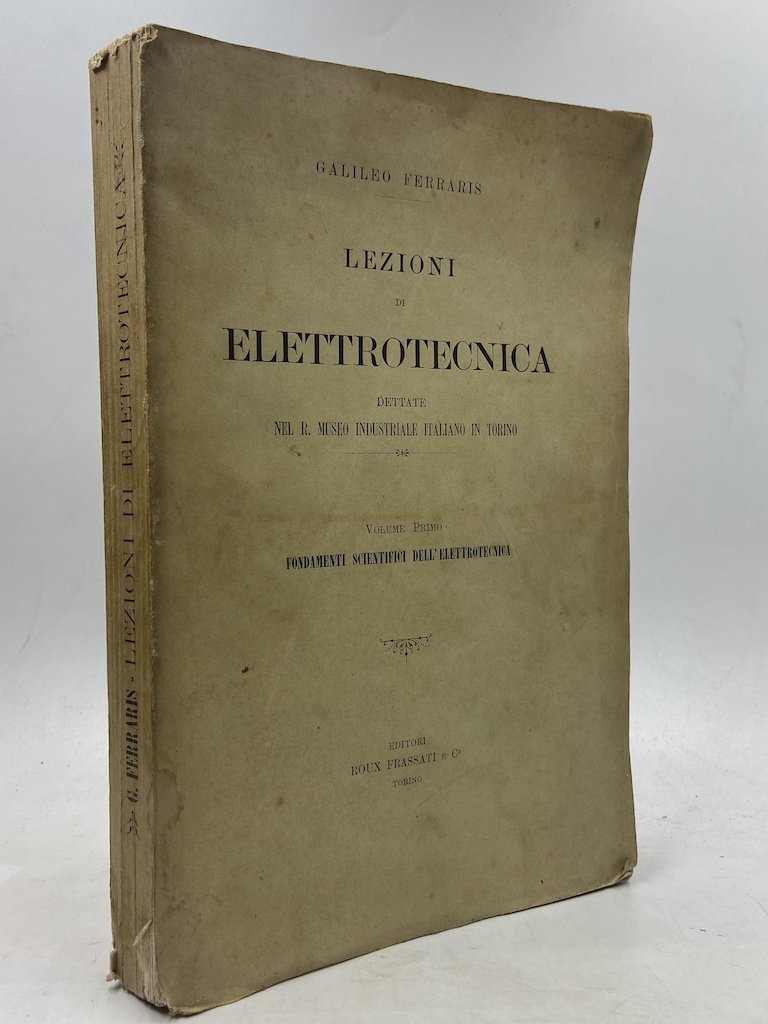 GALILEO FERRARIS
LEZIONI
DI
ELETTROTECNICA
DETTATE
NEL R. MUSEO INDUSTRIALE ITALIANO IN TORINO
VOLUME PRIMO
FONDAMENTI SCIENTIFICI DELL'ELETTROTECNICA
EDITORI
ROUX FRASSATI E Cº
TORINO
G. FERRARIS - LEZIONI DI ELETTROTECNICA